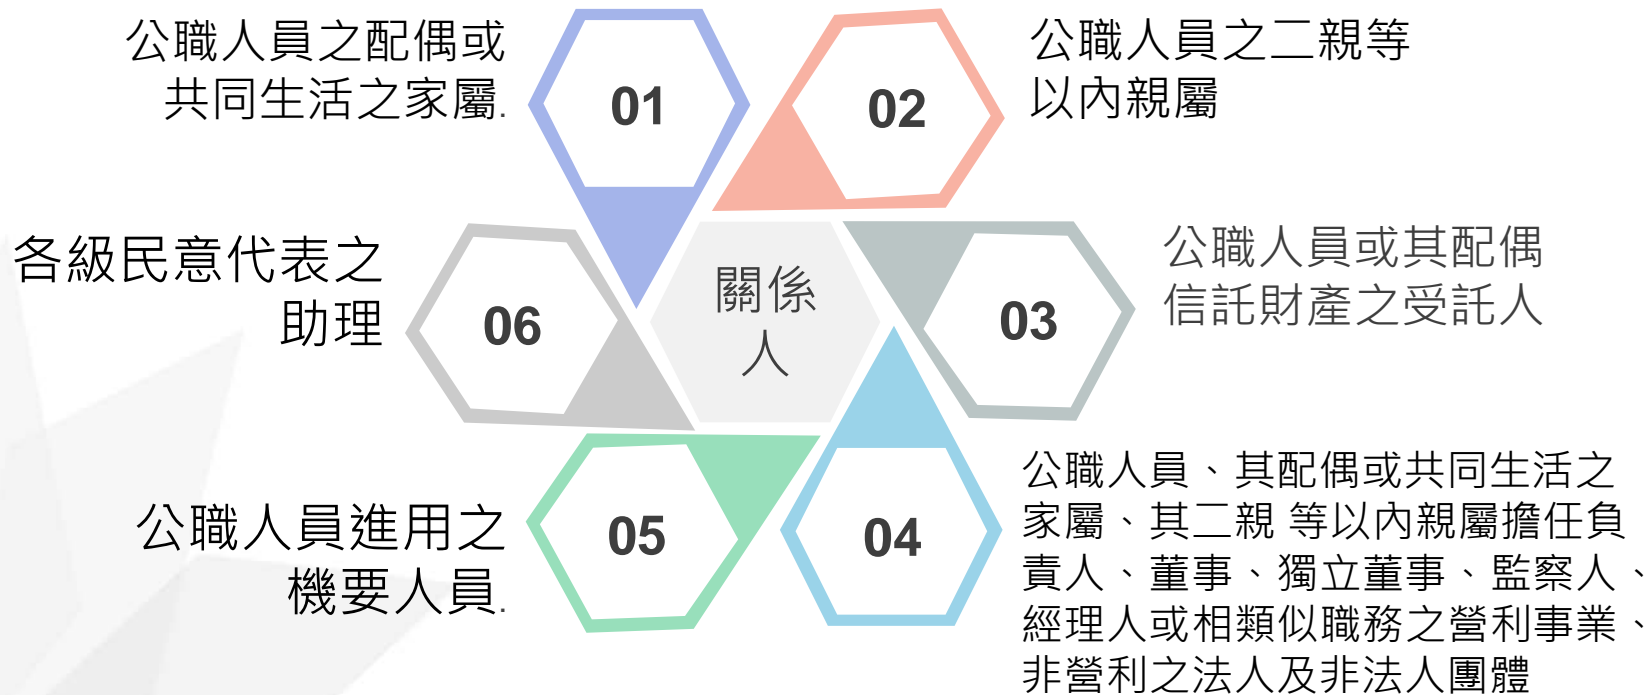 公職人員之配偶或
共同生活之家屬.
01
02
公職人員之二親等
以內親屬
關係
人
03
公職人員或其配偶
信託財產之受託人
04
公職人員、其配偶或共同生活之
家屬、其二親 等以內親屬擔任負
責人、董事、獨立董事、監察人、
經理人或相類似職務之營利事業、
非營利之法人及非法人團體
05
公職人員進用之
機要人員.
06
各級民意代表之
助理